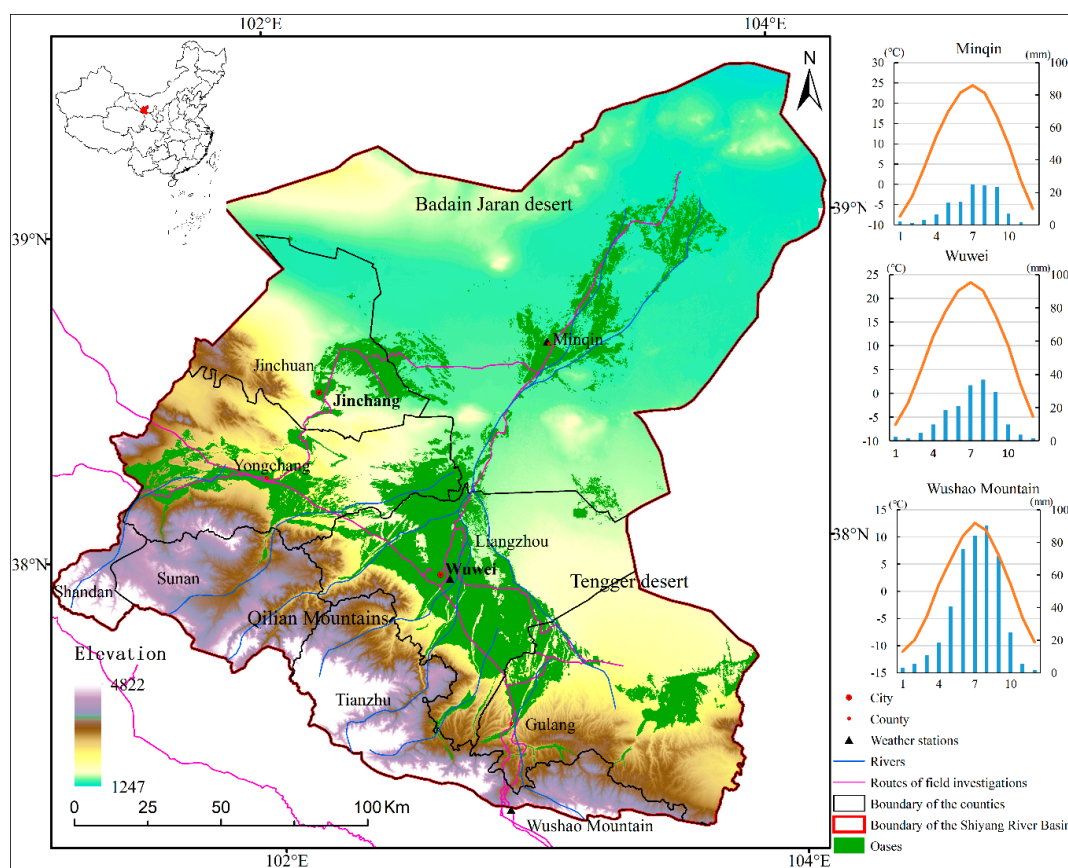 102°E
104°E
N
39°N
39°N
38°N
38°N
Badain Jaran desert
Minqin
Jinchuan
Jinchang
Yongchang
Liangzhou
Wuwei
Tengger desert
Shandan
Sunan
Qilian Mountains
Tianzhu
Gulang
Wushao Mountain
Elevation
4822
1247
0 25 50 100 Km
102°E
104°E
Minqin
(°C) (mm)
30 100
25
20 80
15 60
10
5 40
0
-5 20
-10 0
1 4 7 10
Wuwei
(°C) (mm)
25 100
20
15 80
10 60
5
0 40
-5 20
-10 0
1 4 7 10
Wushao Mountain
(°C) (mm)
15 100
10 80
5
0 60
-5 40
-10 20
-15 0
1 4 7 10
City
County
Weather stations
Rivers
Routes of field investigations
Boundary of the counties
Boundary of the Shiyang River Basin
Oases